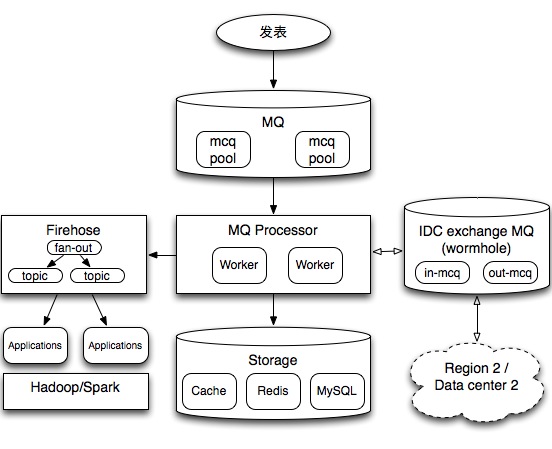 发表
MQ
mcq
pool
mcq
pool
Firehose
fan-out
topic
topic
MQ Processor
Worker
Worker
IDC exchange MQ
(wormhole)
in-mcq
out-mcq
Applications
Applications
Hadoop/Spark
Storage
Cache
Redis
MySQL
Region 2 /
Data center 2